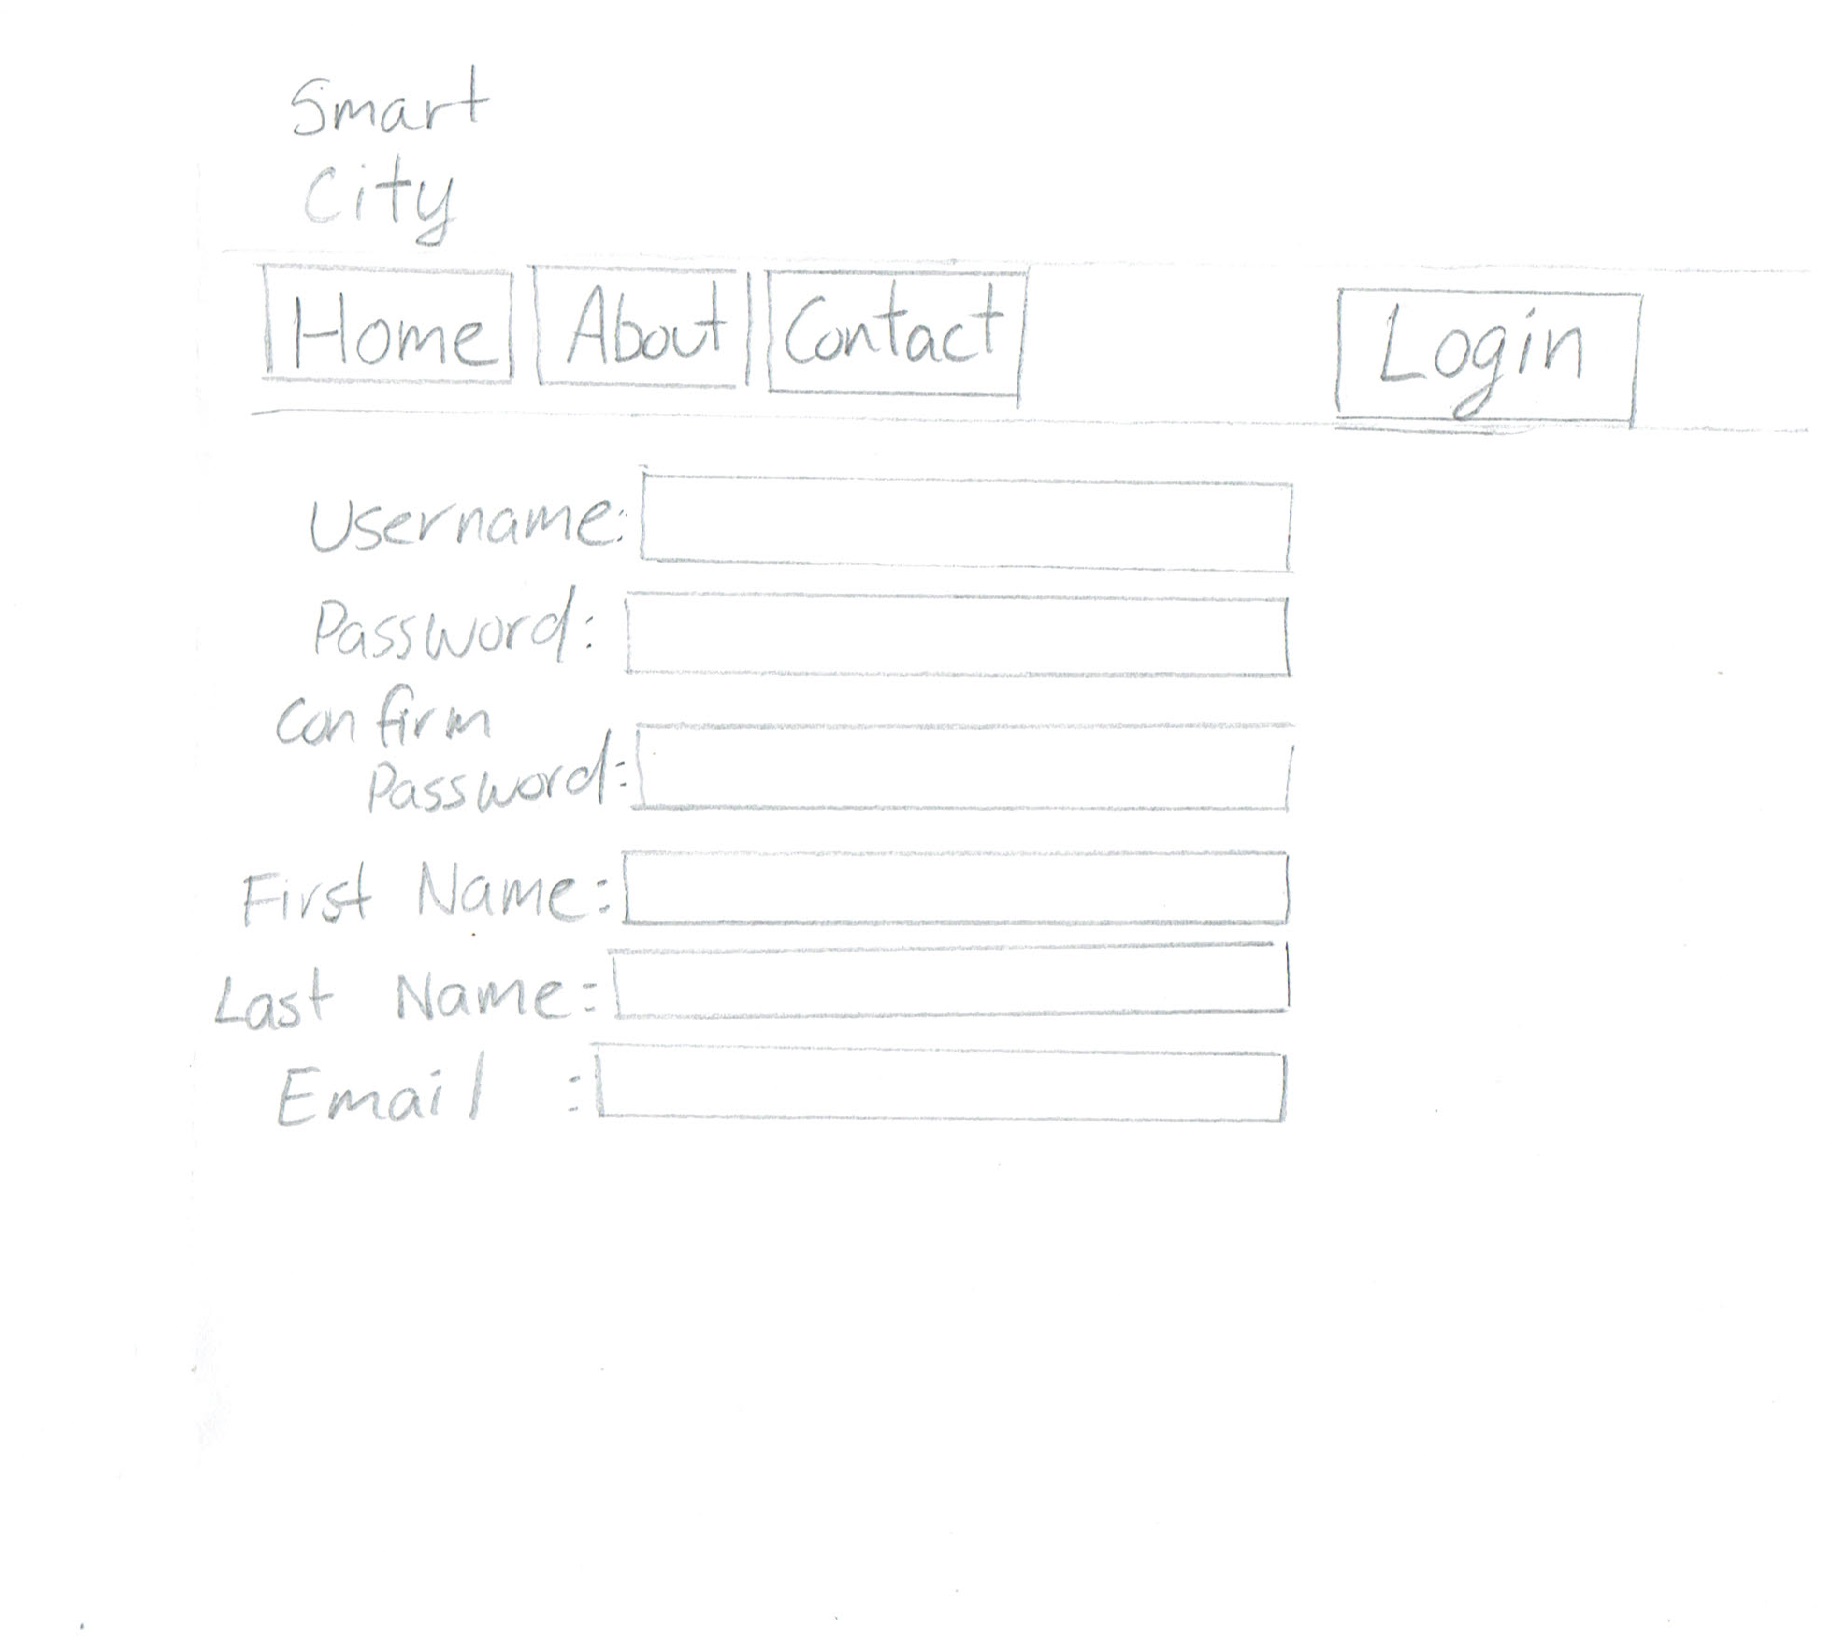 Smart
City
Home About Contact Login
Username:
Password:
Confirm
Password:
First Name:
Last Name:
Email :